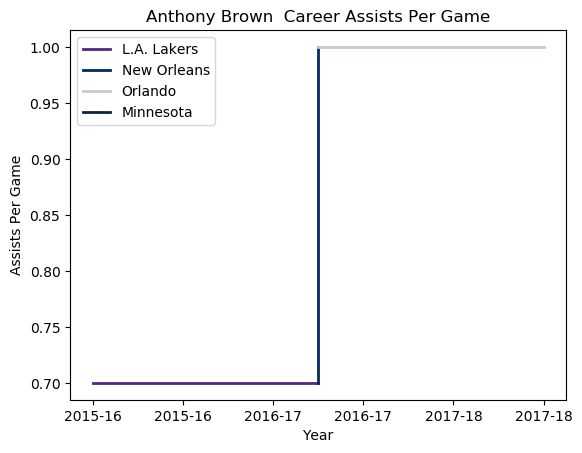 Anthony Brown  Career Assists Per Game
L.A. Lakers
New Orleans
Orlando
Minnesota
Assists Per Game
1.00
0.95
0.90
0.85
0.80
0.75
0.70
2015-16 2015-16 2016-17 2016-17 2017-18 2017-18
Year